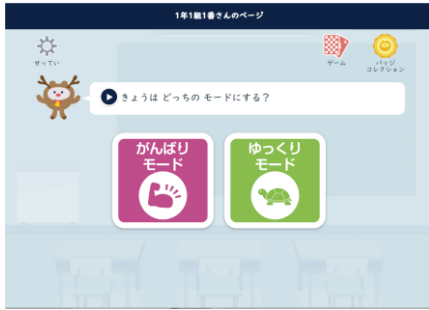 1年1組1番さんのページ
せってい
ゲーム
バッジ
コレクション
きょうは どっちの モードにする？
がんばり
モード
ゆっくり
モード